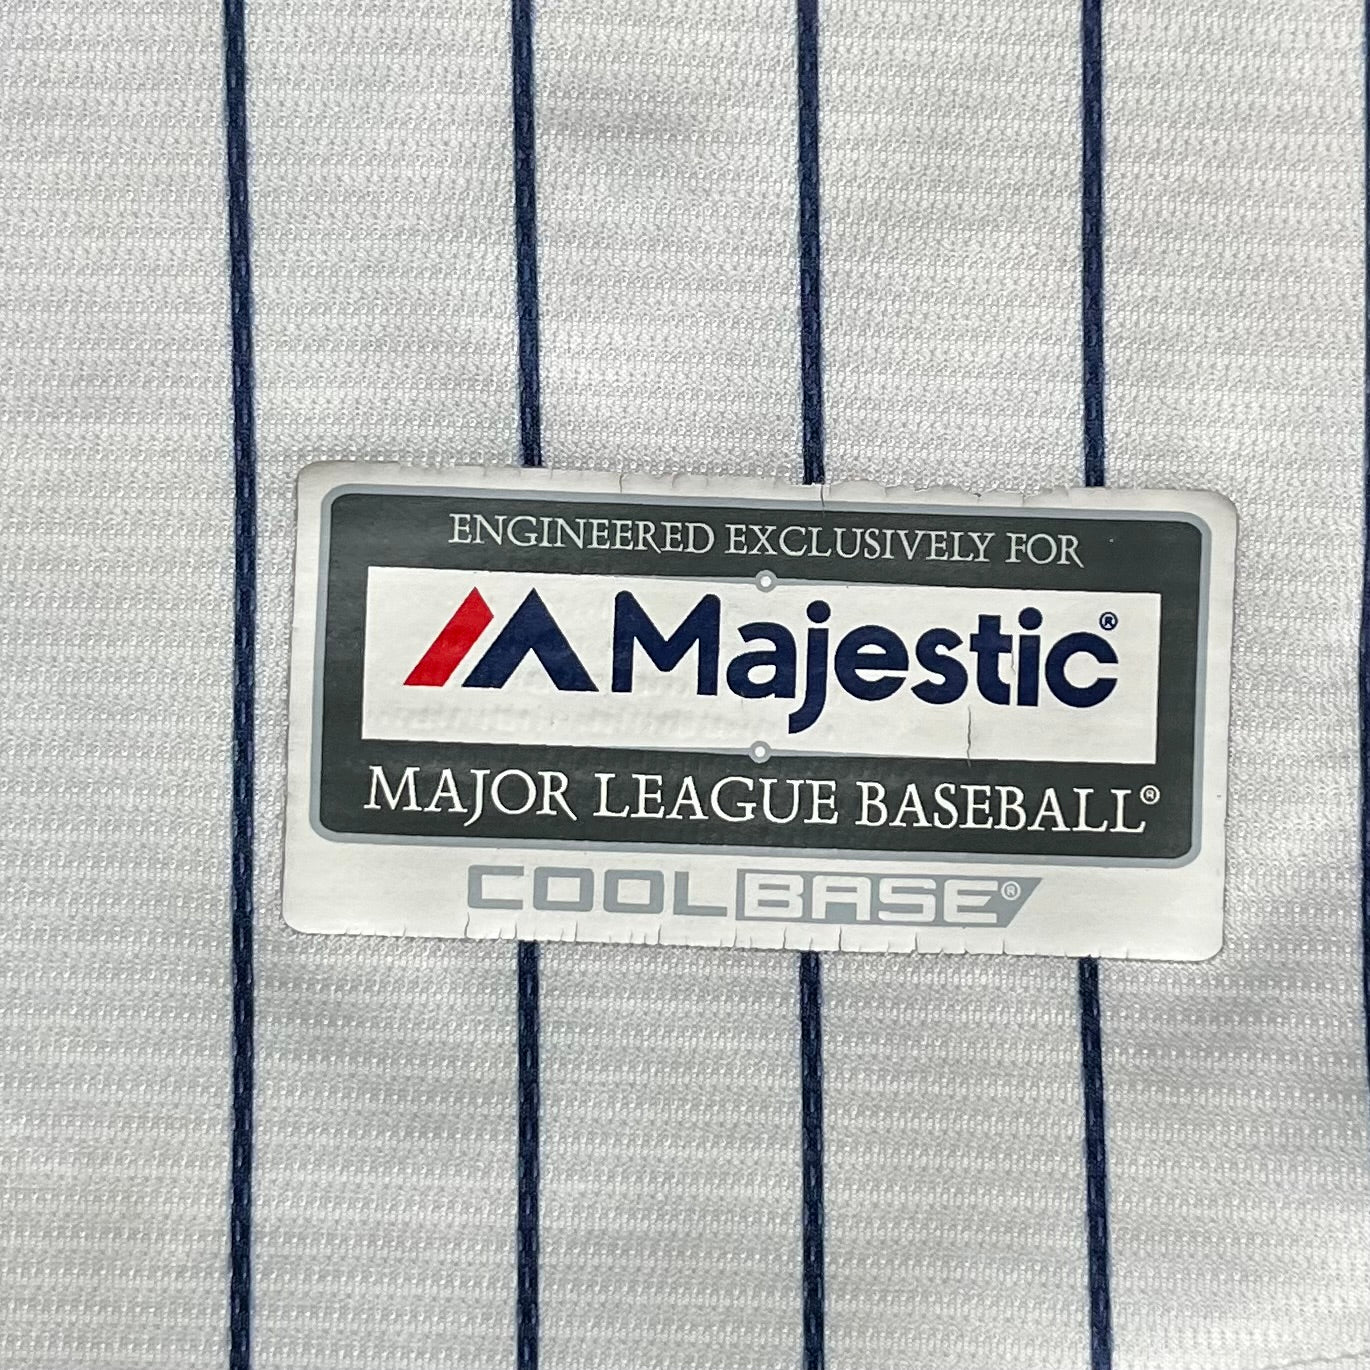 ENGINEERED EXCLUSIVELY FOR
Majestic®
MAJOR LEAGUE BASEBALL®
COOLBASE®